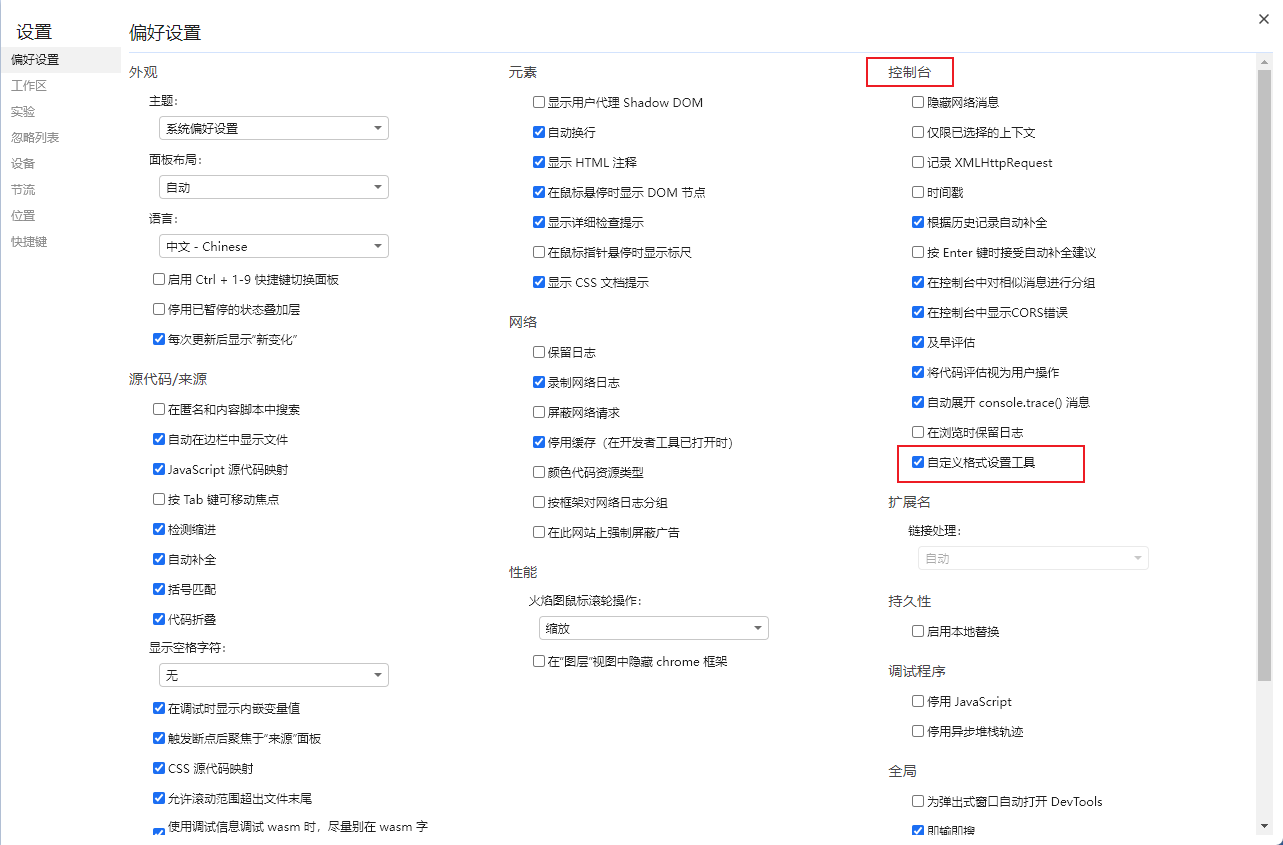 设置
偏好设置
工作区
实验
忽略列表
设备
节流
位置
快捷键
偏好设置
外观
主题:
系统偏好设置
面板布局:
自动
语言:
中文 - Chinese
启用 Ctrl + 1-9 快捷键切换面板
停用已暂停的状态叠加层
每次更新后显示“新变化”
源代码/来源
在匿名和内容脚本中搜索
自动在边栏中显示文件
JavaScript 源代码映射
按 Tab 键可移动焦点
检测缩进
自动补全
括号匹配
代码折叠
显示空格字符:
无
在调试时显示内嵌变量值
触发断点后聚焦于“来源”面板
CSS 源代码映射
允许滚动范围超出文件末尾
使用调试信息调试 wasm 时，尽量别在 wasm 字
元素
显示用户代理 Shadow DOM
自动换行
显示 HTML 注释
在鼠标悬停时显示 DOM 节点
显示详细检查提示
在鼠标指针悬停时显示标尺
显示 CSS 文档提示
网络
保留日志
录制网络日志
屏蔽网络请求
停用缓存（在开发者工具已打开时）
颜色代码资源类型
按框架对网络日志分组
在此网站上强制屏蔽广告
性能
火焰图鼠标滚轮操作:
缩放
在“图层”视图中隐藏 chrome 框架
控制台
隐藏网络消息
仅限已选择的上下文
记录 XMLHttpRequest
时间戳
根据历史记录自动补全
按 Enter 键时接受自动补全建议
在控制台中对相似消息进行分组
在控制台中显示CORS错误
及早评估
将代码评估视为用户操作
自动展开 console.trace() 消息
在浏览时保留日志
自定义格式设置工具
扩展名
链接处理:
自动
持久性
启用本地替换
调试程序
停用 JavaScript
停用异步堆栈轨迹
全局
为弹出式窗口自动打开 DevTools
即输即搜